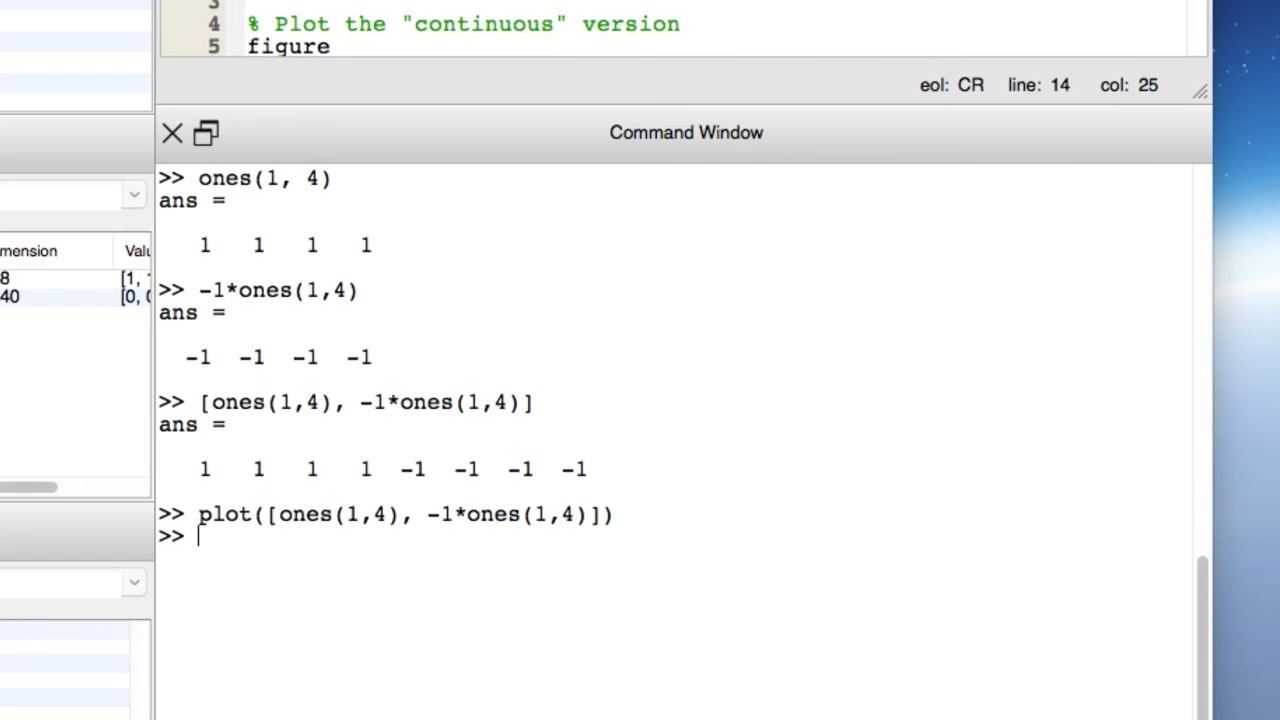 3
4 % Plot the "continuous" version
5 figure
eol: CR line: 14 col: 25
Command Window
mension Valu
8 [1, 1
40 [0, 0
>> ones(1, 4)
ans =
1 1 1 1
>> -1*ones(1,4)
ans =
-1 -1 -1 -1
>> [ones(1,4), -1*ones(1,4)]
ans =
1 1 1 1 -1 -1 -1 -1
>> plot([ones(1,4), -1*ones(1,4)])
>>